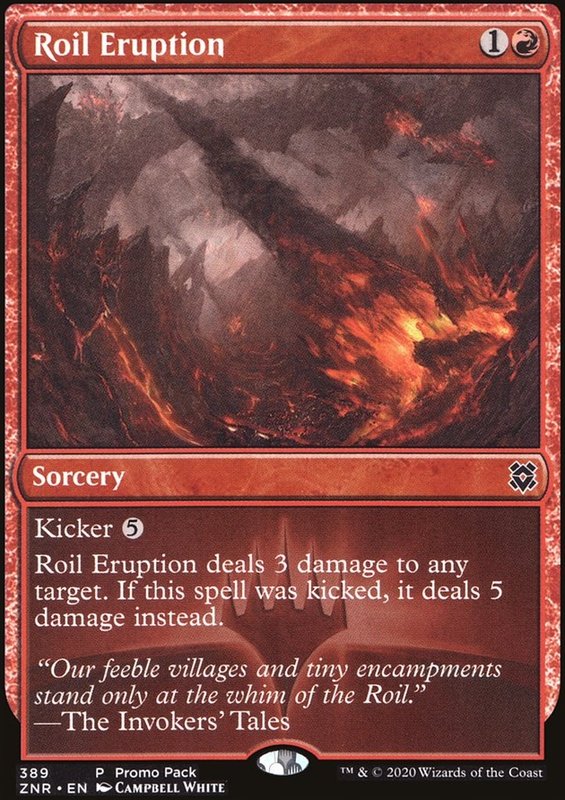 Roil Eruption 1
Sorcery
Kicker 5
Roil Eruption deals 3 damage to any
target. If this spell was kicked, it deals 5
damage instead.
“Our feeble villages and tiny encampments
stand only at the whim of the Roil.”
—The Invokers’ Tales
389 P Promo Pack
ZNR • EN Campbell White
™ & © 2020 Wizards of the Coast